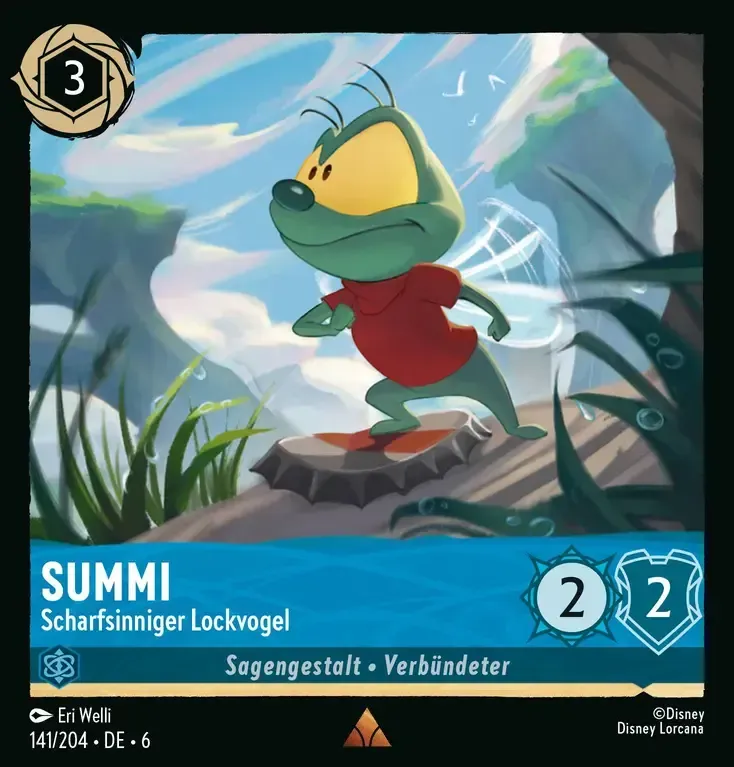 3
SUMMI
Scharfsinniger Lockvogel
2 2
Sagengestalt • Verbündeter
Eri Welli
©Disney
141/204 • DE • 6
Disney Lorcana